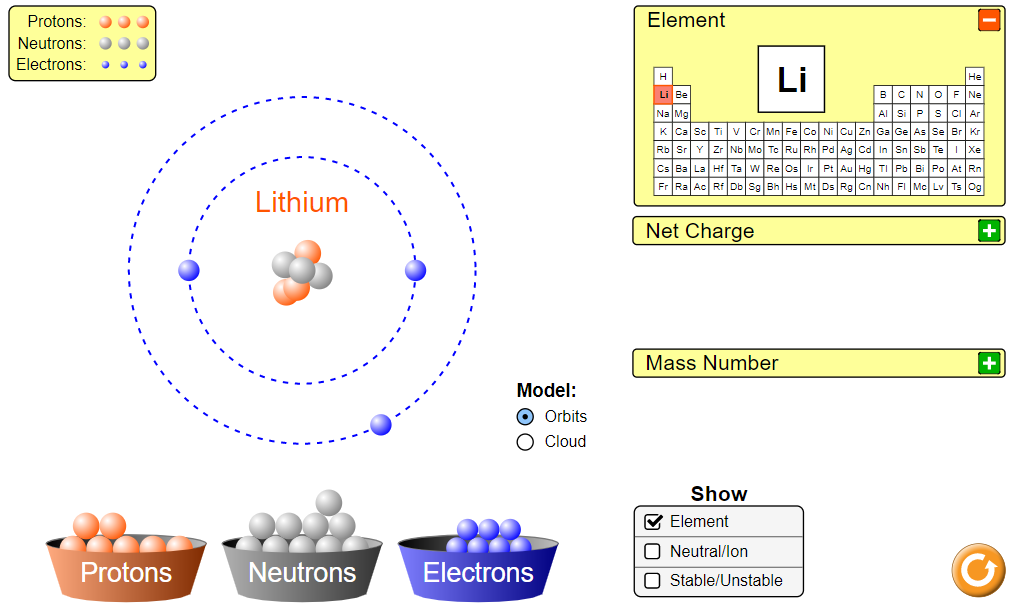 Protons:
Neutrons:
Electrons:
Lithium
Model:
Orbits
Cloud
Protons
Neutrons
Electrons
Element
Li
H He
Li Be B C N O F Ne
Na Mg Al Si P S Cl Ar
K Ca Sc Ti V Cr Mn Fe Co Ni Cu Zn Ga Ge As Se Br Kr
Rb Sr Y Zr Nb Mo Tc Ru Rh Pd Ag Cd In Sn Sb Te I Xe
Cs Ba La Hf Ta W Re Os Ir Pt Au Hg Tl Pb Bi Po At Rn
Fr Ra Ac Rf Db Sg Bh Hs Mt Ds Rg Cn Nh Fl Mc Lv Ts Og
Net Charge
Mass Number
Show
Element
Neutral/Ion
Stable/Unstable